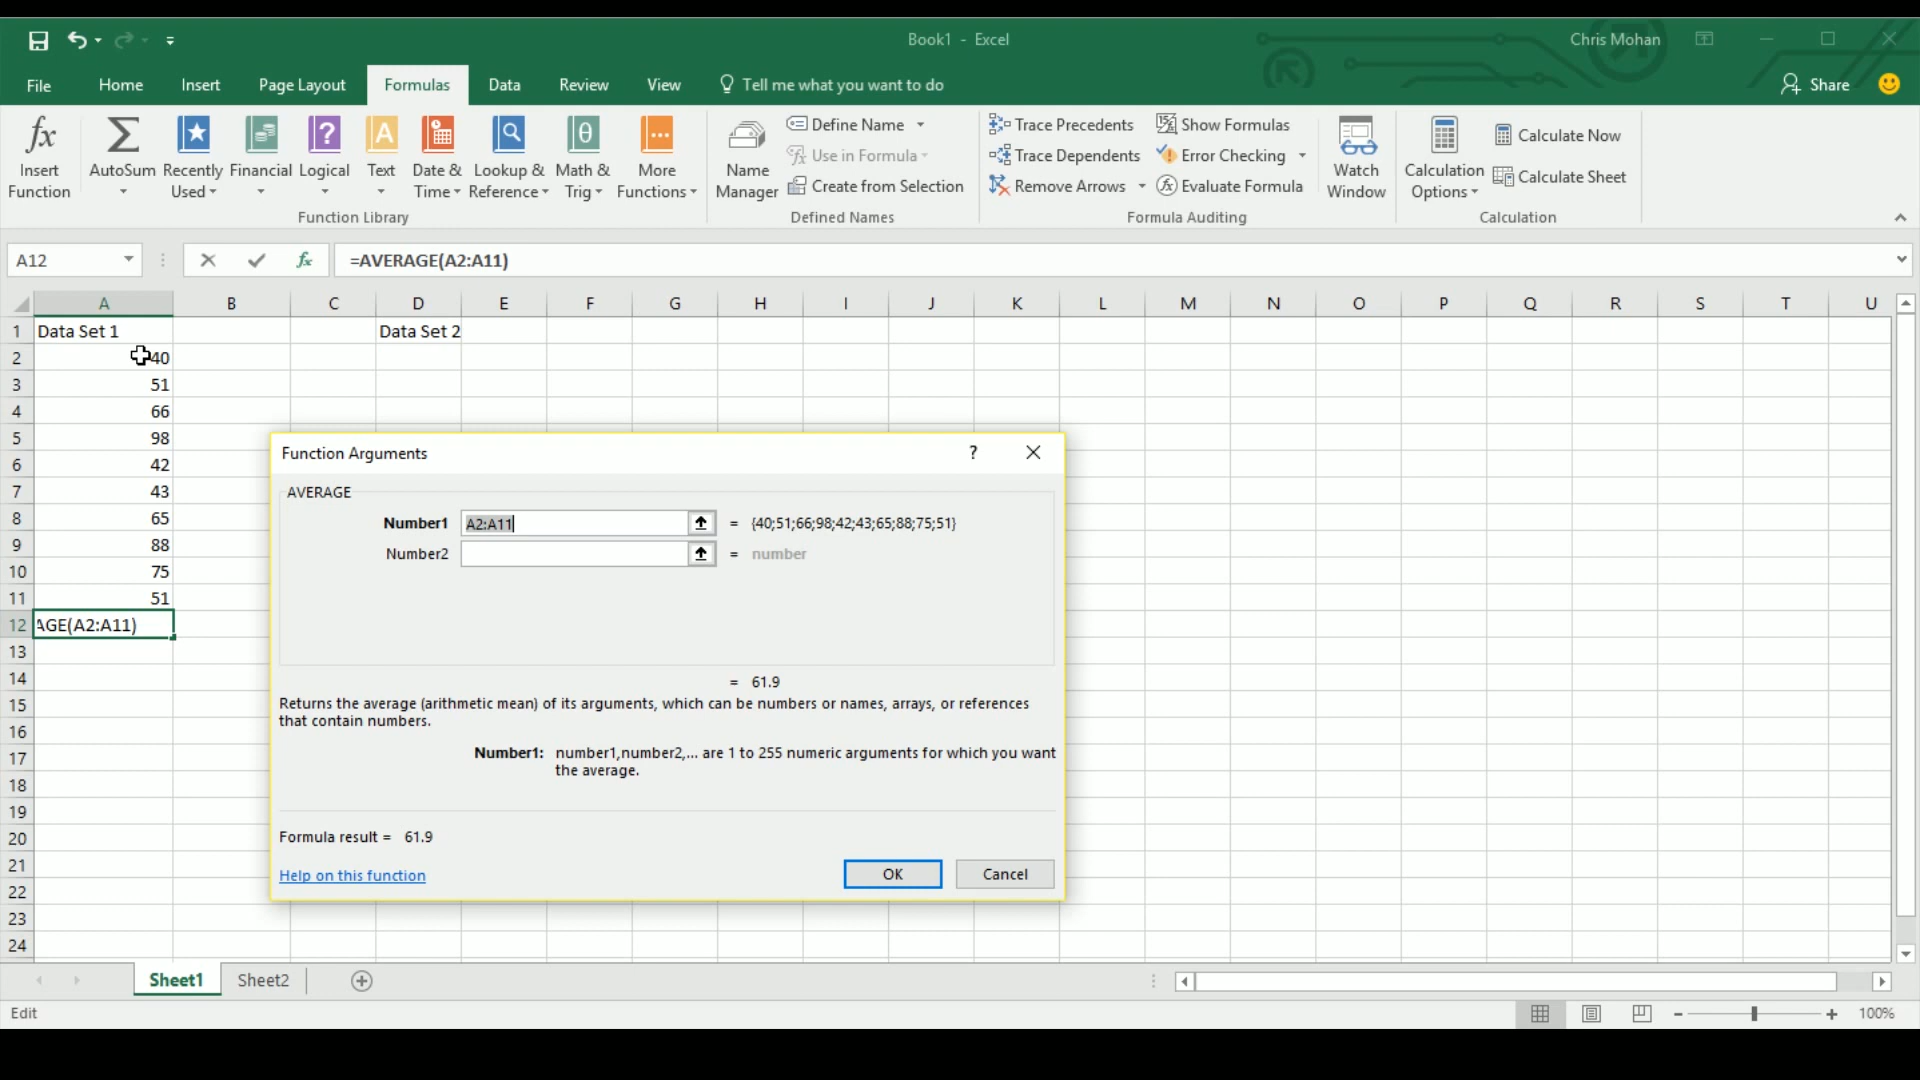 Book1 - Excel
Chris Mohan
File Home Insert Page Layout Formulas Data Review View Tell me what you want to do Share
Insert Function
AutoSum
Recently Used
Financial
Logical
Text
Date & Time
Lookup & Reference
Math & Trig
More Functions
Function Library
Name Manager
Define Name
Use in Formula
Create from Selection
Defined Names
Trace Precedents
Trace Dependents
Remove Arrows
Show Formulas
Error Checking
Evaluate Formula
Formula Auditing
Watch Window
Calculation Options
Calculate Now
Calculate Sheet
Calculation
A12 fx =AVERAGE(A2:A11)
A B C D E F G H I J K L M N O P Q R S T U
1 Data Set 1 Data Set 2
2 40
3 51
4 66
5 98
6 42
7 43
8 65
9 88
10 75
11 51
12 AGE(A2:A11)
13
14
15
16
17
18
19
20
21
22
23
24
Function Arguments ?
AVERAGE
Number1 A2:A11 = {40;51;66;98;42;43;65;88;75;51}
Number2 = number
= 61.9
Returns the average (arithmetic mean) of its arguments, which can be numbers or names, arrays, or references
that contain numbers.
Number1: number1,number2,... are 1 to 255 numeric arguments for which you want
the average.
Formula result = 61.9
Help on this function
OK Cancel
Sheet1 Sheet2
Edit
100%